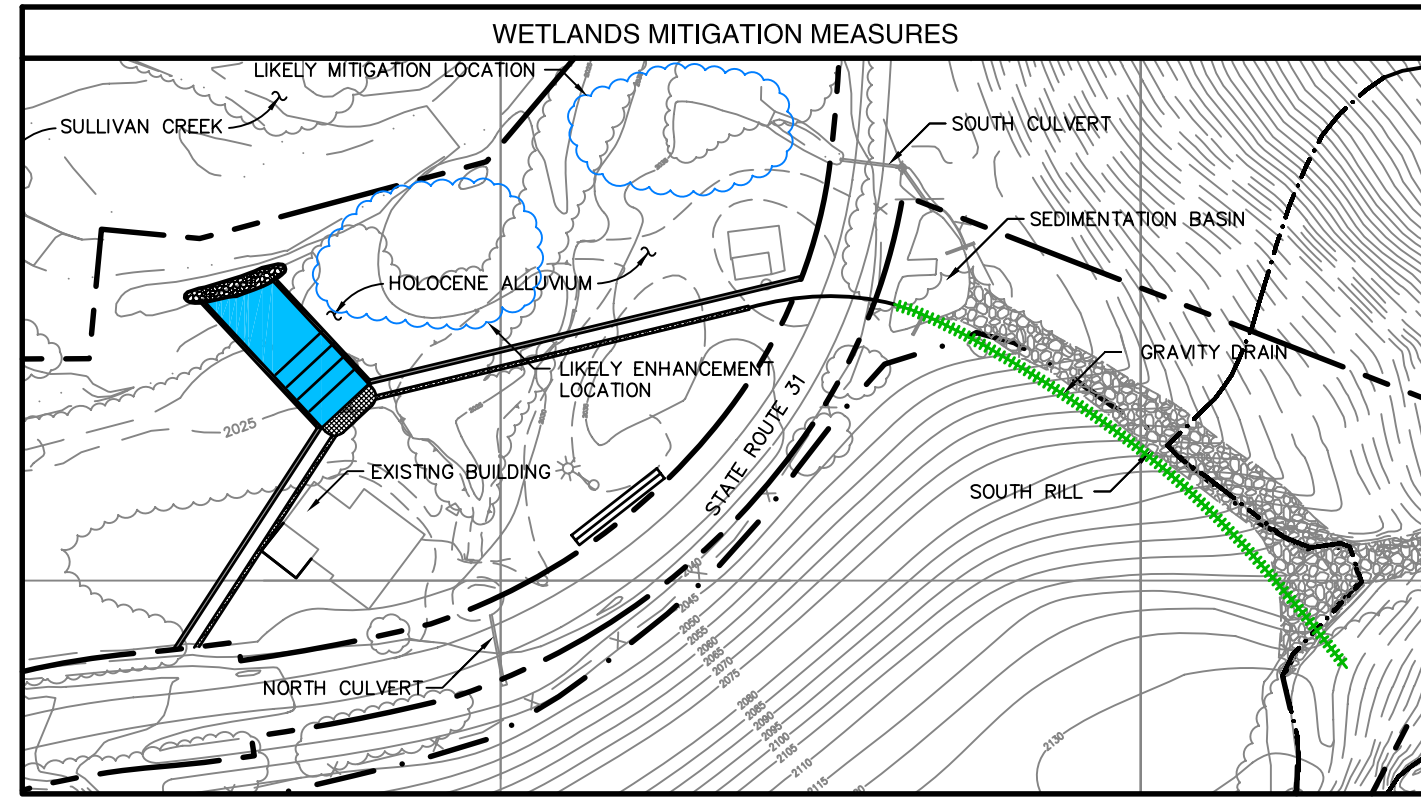 WETLANDS MITIGATION MEASURES
LIKELY MITIGATION LOCATION
SULLIVAN CREEK
SOUTH CULVERT
SEDIMENTATION BASIN
HOLOCENE ALLUVIUM
GRAVITY DRAIN
LIKELY ENHANCEMENT
LOCATION
STATE ROUTE 31
2025
EXISTING BUILDING
SOUTH RILL
NORTH CULVERT
2040
2045
2050
2055
2060
2065
2070
2075
2080
2085
2090
2095
2100
2105
2110
2115
2130